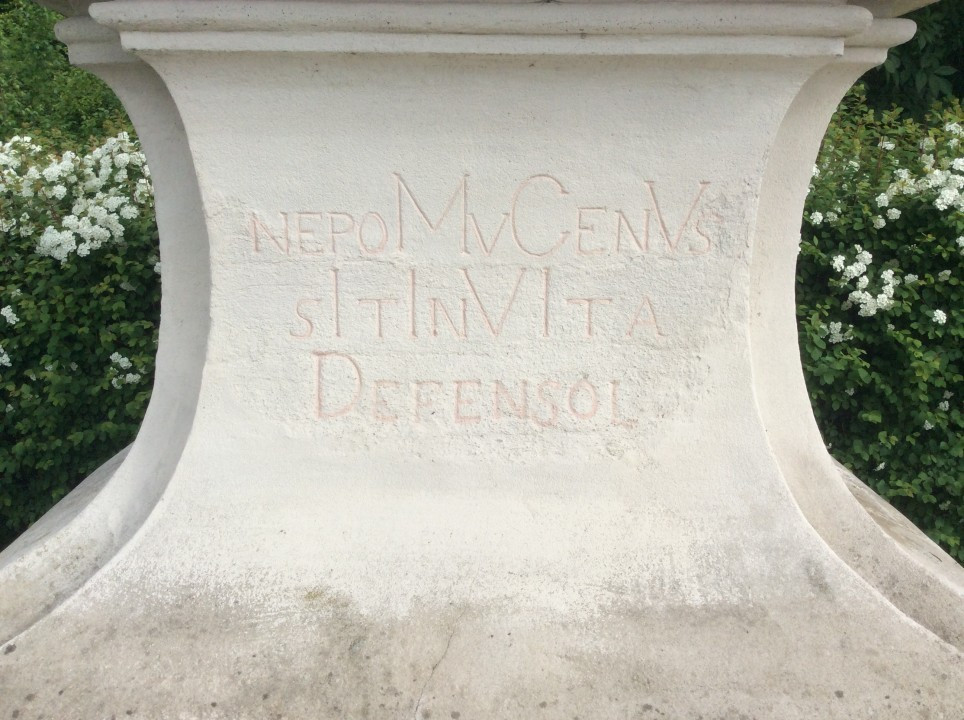 NEPOMVCENVS
SIT IN VITA
DEFENSOL